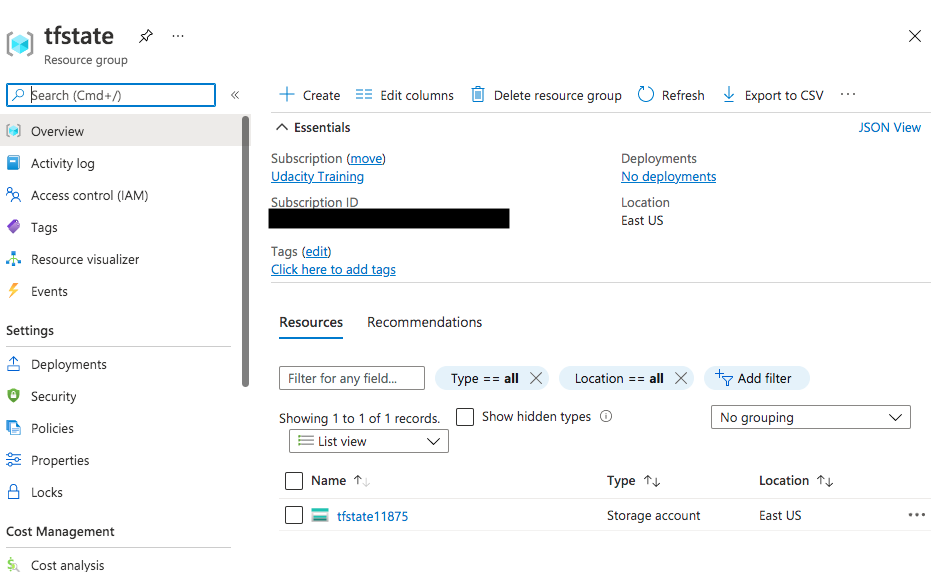 tfstate
Resource group
Search (Cmd+/)
Overview
Activity log
Access control (IAM)
Tags
Resource visualizer
Events
Settings
Deployments
Security
Policies
Properties
Locks
Cost Management
Cost analysis
Create Edit columns Delete resource group Refresh Export to CSV
Essentials JSON View
Subscription (move)
Udacity Training
Subscription ID
Tags (edit)
Click here to add tags
Deployments
No deployments
Location
East US
Resources Recommendations
Filter for any field... Type == all Location == all Add filter
Showing 1 to 1 of 1 records. Show hidden types No grouping
List view
Name Type Location
tfstate11875 Storage account East US